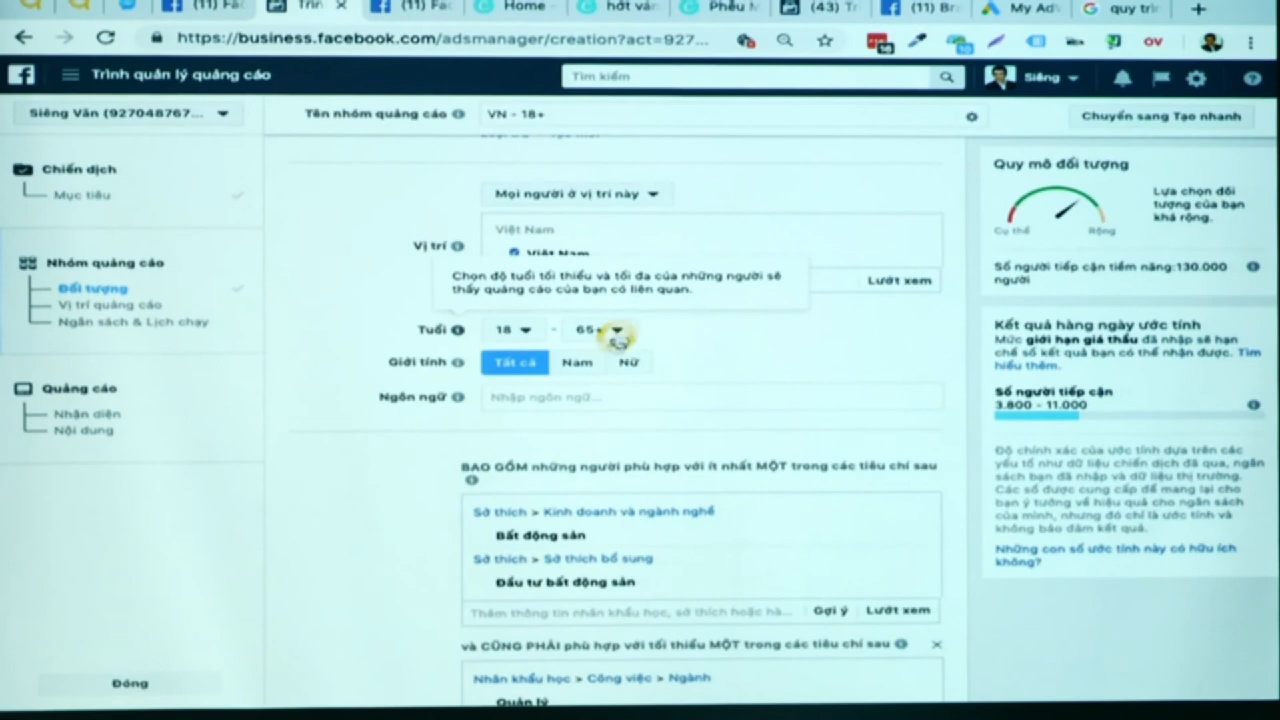 (11) Fac
Trìn
(11) Fac
Home -
hớt vá
Phễu M
(43) Tr
(11) Br
My Ad
quy trìn
https://business.facebook.com/adsmanager/creation?act=927...
Trình quản lý quảng cáo
Tìm kiếm
Siêng
Siêng Văn (927048767...
Tên nhóm quảng cáo
VN - 18+
Chuyển sang Tạo nhanh
Chiến dịch
Mục tiêu
Nhóm quảng cáo
Đối tượng
Vị trí quảng cáo
Ngân sách & Lịch chạy
Quảng cáo
Nhận diện
Nội dung
Đóng
Mọi người ở vị trí này
Vị trí
Việt Nam
Việt Nam
Lướt xem
Chọn độ tuổi tối thiểu và tối đa của những người sẽ
thấy quảng cáo của bạn có liên quan.
Tuổi
18 - 65+
Giới tính
Tất cả Nam Nữ
Ngôn ngữ
Nhập ngôn ngữ...
BAO GỒM những người phù hợp với ít nhất MỘT trong các tiêu chí sau
Sở thích > Kinh doanh và ngành nghề
Bất động sản
Sở thích > Sở thích bổ sung
Đầu tư bất động sản
Thêm thông tin nhân khẩu học, sở thích hoặc hà...
Gợi ý
Lướt xem
và CŨNG PHẢI phù hợp với tối thiểu MỘT trong các tiêu chí sau
Nhân khẩu học > Công việc > Ngành
Quản lý
Quy mô đối tượng
Cụ thể
Rộng
Lựa chọn đối
tượng của bạn
khá rộng.
Số người tiếp cận tiềm năng:130.000
người
Kết quả hàng ngày ước tính
Mức giới hạn giá thầu đã nhập sẽ hạn
chế số kết quả bạn có thể nhận được. Tìm
hiểu thêm.
Số người tiếp cận
3.800 - 11.000
Độ chính xác của ước tính dựa trên các
yếu tố như dữ liệu chiến dịch đã qua, ngân
sách bạn đã nhập và dữ liệu thị trường.
Các số được cung cấp để mang lại cho
bạn ý tưởng về hiệu quả cho ngân sách
của mình, nhưng đó chỉ là ước tính và
không bảo đảm kết quả.
Những con số ước tính này có hữu ích
không?